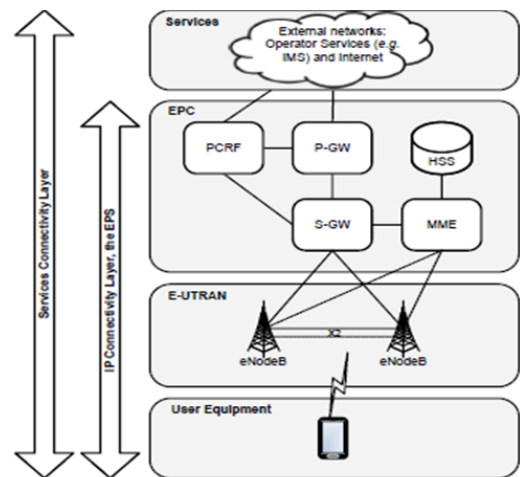 Services
External networks:
Operator Services (e.g.
IMS) and Internet
EPC
PCRF
P-GW
HSS
S-GW
MME
E-UTRAN
X2
eNodeB
eNodeB
User Equipment
Services Connectivity Layer
IP Connectivity Layer, the EPS